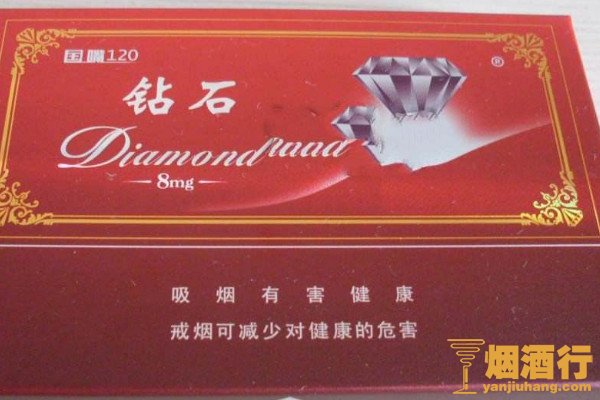 国嘴120
®
钻石
Diamond
8mg
吸烟有害健康
戒烟可减少对健康的危害
烟酒行
yanjiuhang.com